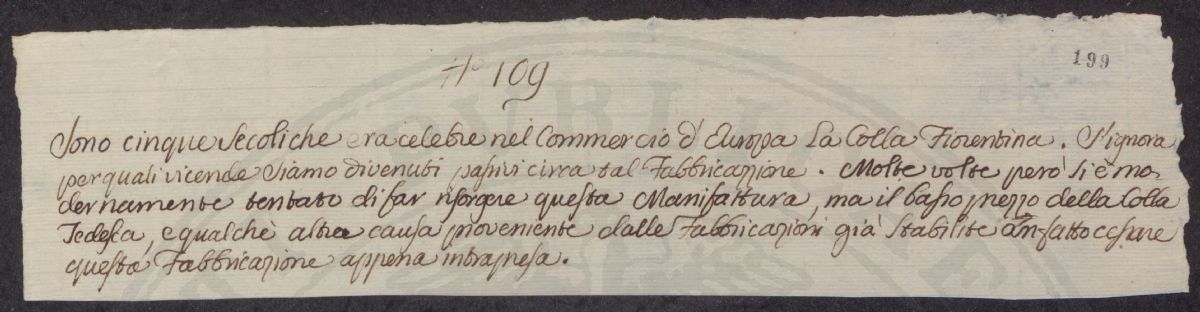 199
N° 109
Sono cinque Secoli che era celebre nel Commercio d'Europa La Colla Fiorentina. S'ignora
per quali vicende Siamo divenuti passivi circa tal Fabbricazione. Molte volte però si è mo-
dernamente tentato di far risorgere questa Manifattura, ma il basso prezzo della Colla
Tedesca, e qualchè altra causa proveniente dalle Fabbricazioni già Stabilite an fatto cessare
questa Fabbricazione appena intrapresa.